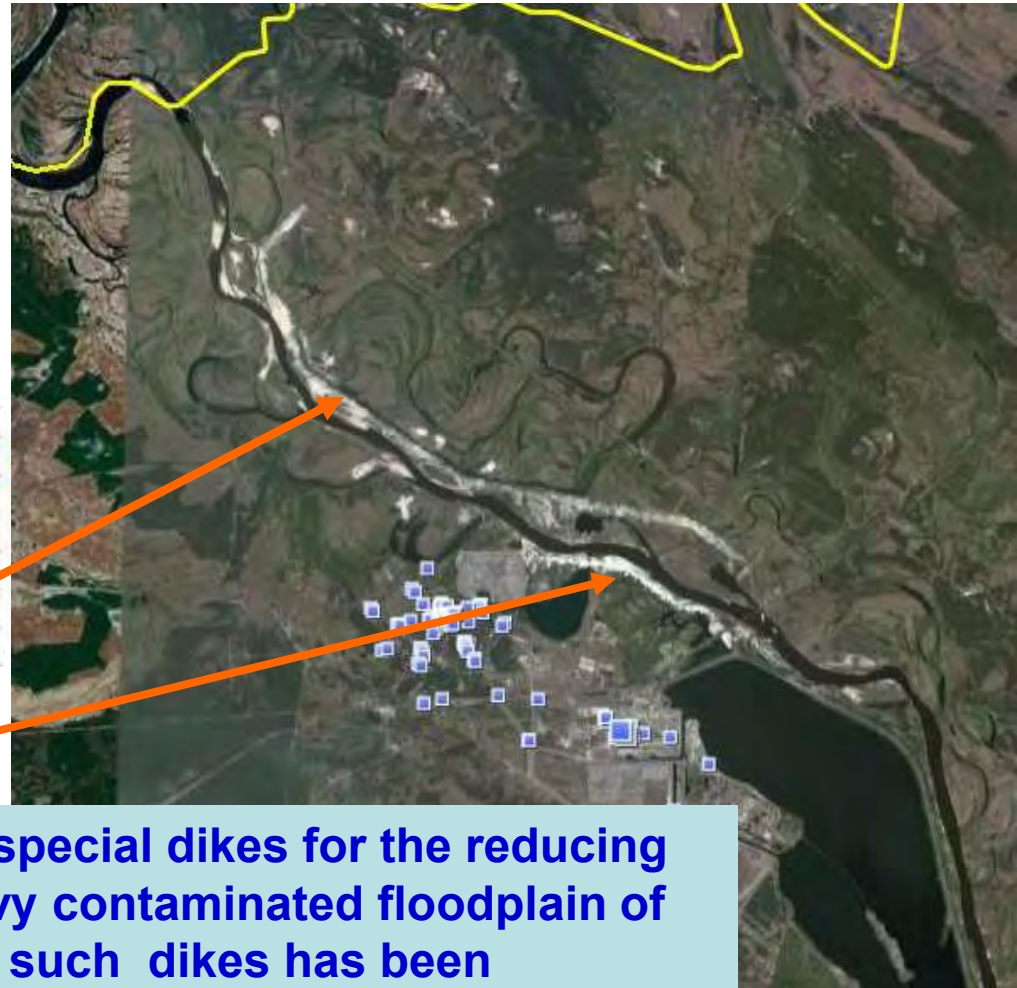 special dikes for the reducing
vy contaminated floodplain of
such dikes has been